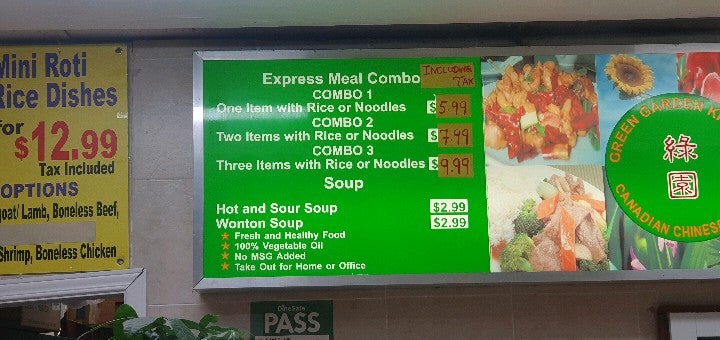 Mini Roti
Rice Dishes
for
$12.99
Tax Included
OPTIONS
goat/ Lamb, Boneless Beef,
Shrimp, Boneless Chicken
Express Meal Combo
INCLUDING
TAX
COMBO 1
One Item with Rice or Noodles $5.99
COMBO 2
Two Items with Rice or Noodles $7.99
COMBO 3
Three Items with Rice or Noodles $9.99
Soup
Hot and Sour Soup $2.99
Wonton Soup $2.99
★ Fresh and Healthy Food
★ 100% Vegetable Oil
★ No MSG Added
★ Take Out for Home or Office
GREEN GARDEN
緑
園
CANADIAN CHINESE
DineSafe
PASS